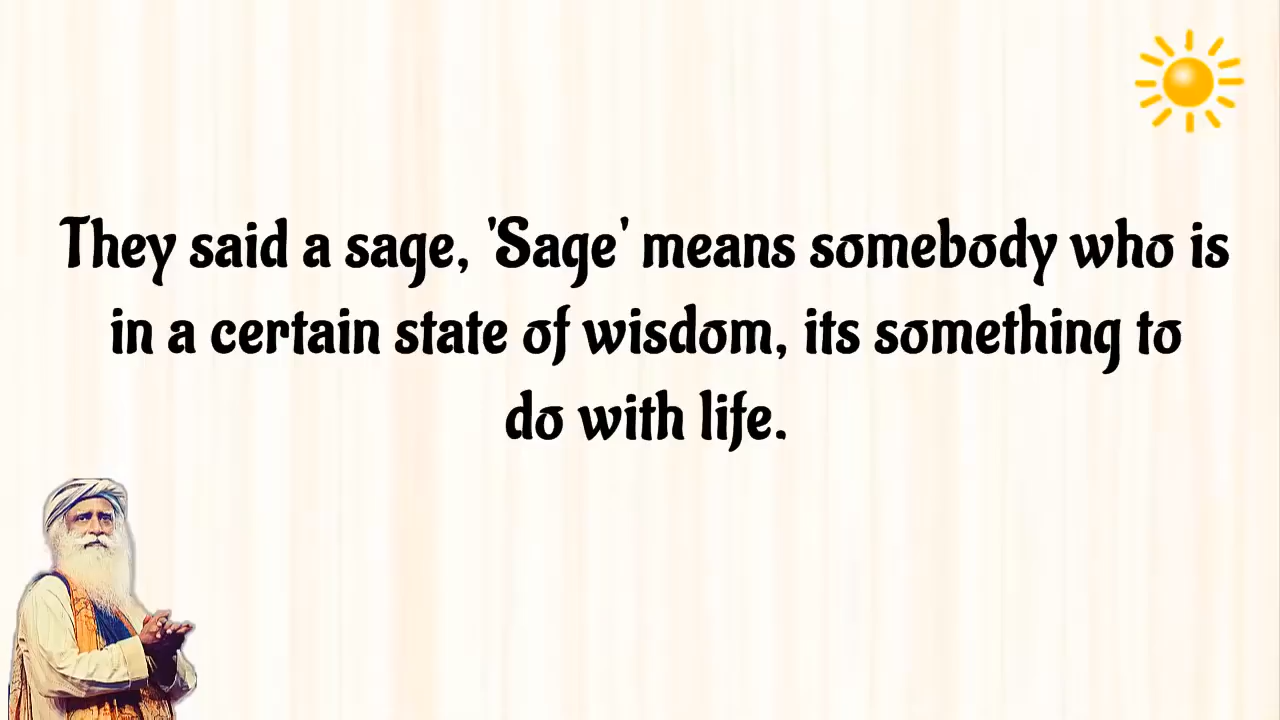 They said a sage, 'Sage' means somebody who is
in a certain state of wisdom, its something to
do with life.